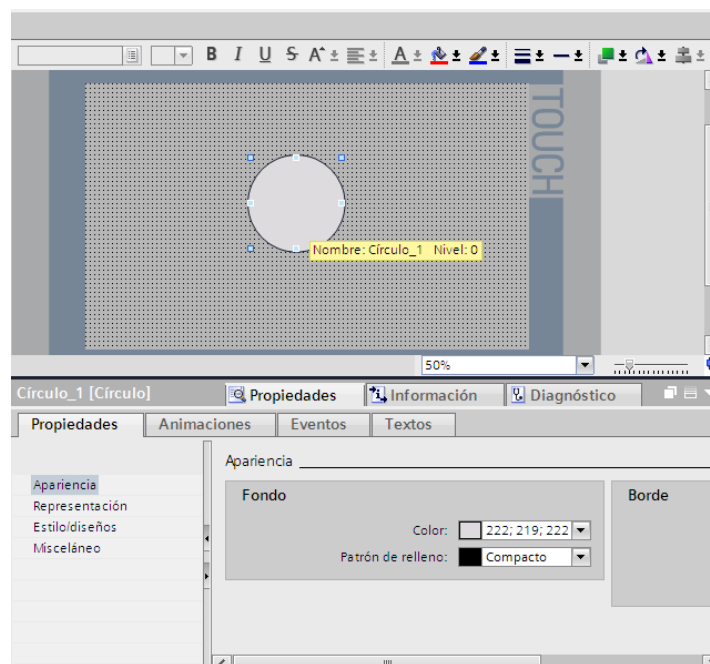 B I U S A
A
TOUCH
Nombre: Círculo_1 Nivel: 0
50%
Círculo_1 [Círculo]
Propiedades
Información
Diagnóstico
Propiedades
Animaciones
Eventos
Textos
Apariencia
Representación
Estilo/diseños
Misceláneo
Apariencia
Fondo
Color: 222; 219; 222
Patrón de relleno: Compacto
Borde